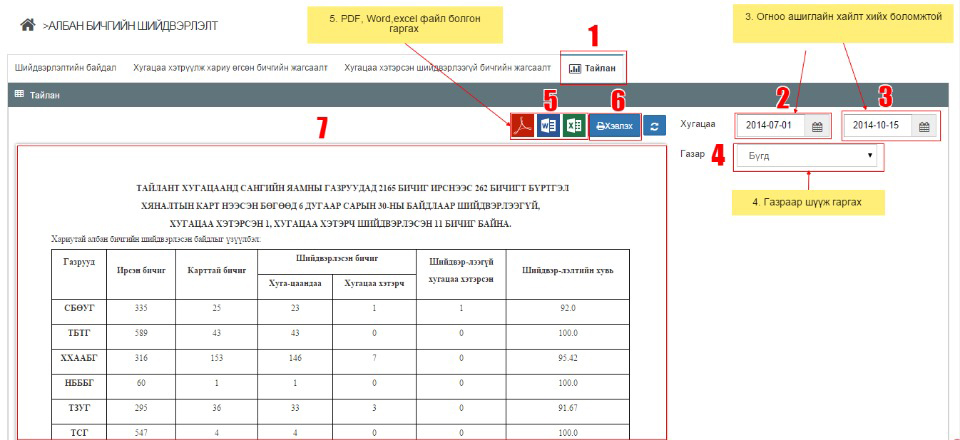 5. PDF, Word,excel файл болгон
гаргах
3. Огноо ашиглайн хайлт хийх боломжтой
>АЛБАН БИЧГИЙН ШИЙДВЭРЛЭЛТ
1
Шийдвэрлэлтийн байдал Хугацаа хэтрүүлж хариу өгсөн бичгийн жагсаалт Хугацаа хэтэрсэн шийдвэрлээгүй бичгийн жагсаалт Тайлан
Тайлан
5 6 2 3
7 Хэвлэх Хугацаа 2014-07-01 2014-10-15
Газар 4 Бүгд
4. Газраар шүүж гаргах
ТАЙЛАНТ ХУГАЦААНД САНГИЙН ЯАМНЫ ГАЗРУУДАД 2165 БИЧИГ ИРСНЭЭС 262 БИЧИГТ БҮРТГЭЛ
ХЯНАЛТЫН КАРТ НЭЭСЭН БӨГӨӨД 6 ДУГААР САРЫН 30-НЫ БАЙДЛААР ШИЙДВЭРЛЭЭГҮЙ,
ХУГАЦАА ХЭТЭРСЭН 1, ХУГАЦАА ХЭТЭРЧ ШИЙДВЭРЛЭСЭН 11 БИЧИГ БАЙНА.
Хариутай албан бичгийн шийдвэрлэсэн байдлыг үзүүлбэл:
Газрууд Ирсэн бичиг Карттай бичиг Шийдвэрлэсэн бичиг Шийдвэр-лээгүй хугацаа хэтэрсэн Шийдвэр-лэлтийн хувь
Хуга-цаандаа Хугацаа хэтэрч
СБӨУГ 335 25 23 1 1 92.0
ТБТГ 589 43 43 0 0 100.0
ХХААБГ 316 153 146 7 0 95.42
НБББГ 60 1 1 0 0 100.0
ТЗУГ 295 36 33 3 0 91.67
ТСГ 547 4 4 0 0 100.0